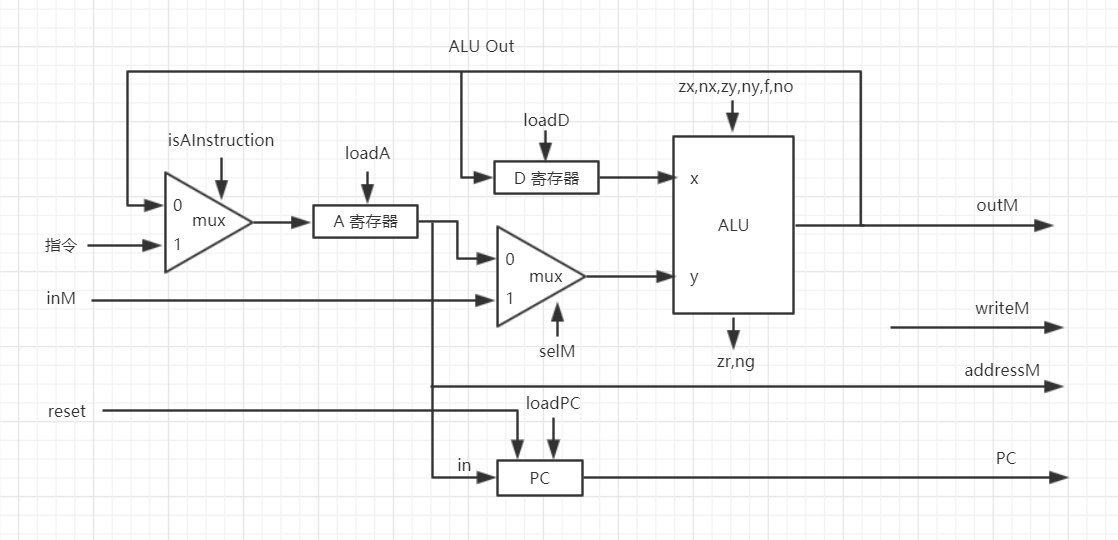 ALU Out
zx,nx,zy,ny,f,no
loadD
isAInstruction
loadA
D 寄存器
x
0
mux
1
A 寄存器
ALU
outM
指令
0
mux
1
y
inM
writeM
selM
zr,ng
addressM
reset
loadPC
in
PC
PC